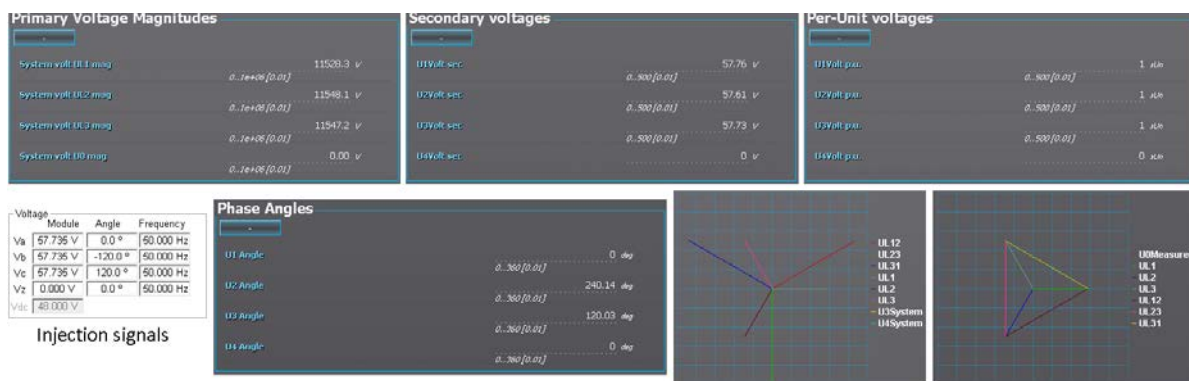 Primary Voltage Magnitudes
-
System volt UL1 mag 11528.3 V
0..1e+06 [0.01]
System volt UL2 mag 11548.1 V
0..1e+06 [0.01]
System volt UL3 mag 11547.2 V
0..1e+06 [0.01]
System volt U0 mag 0.00 V
0..1e+06 [0.01]
Secondary voltages
-
U1Volt sec 57.76 V
0..500 [0.01]
U2Volt sec 57.61 V
0..500 [0.01]
U3Volt sec 57.73 V
0..500 [0.01]
U4Volt sec 0 V
Per-Unit voltages
-
U1Volt p.u. 1 xUn
0..500 [0.01]
U2Volt p.u. 1 xUn
0..500 [0.01]
U3Volt p.u. 1 xUn
0..500 [0.01]
U4Volt p.u. 0 xUn
Voltage
Module Angle Frequency
Va 57.735 V 0.0 º 50.000 Hz
Vb 57.735 V -120.0 º 50.000 Hz
Vc 57.735 V 120.0 º 50.000 Hz
Vz 0.000 V 0.0 º 50.000 Hz
Vdc 48.000 V
Injection signals
Phase Angles
-
U1 Angle 0 deg
0..360 [0.01]
U2 Angle 240.14 deg
0..360 [0.01]
U3 Angle 120.03 deg
0..360 [0.01]
U4 Angle 0 deg
0..360 [0.01]
UL12
UL23
UL31
UL1
UL2
UL3
U3System
U4System
U0Measure
UL1
UL2
UL3
UL12
UL23
UL31